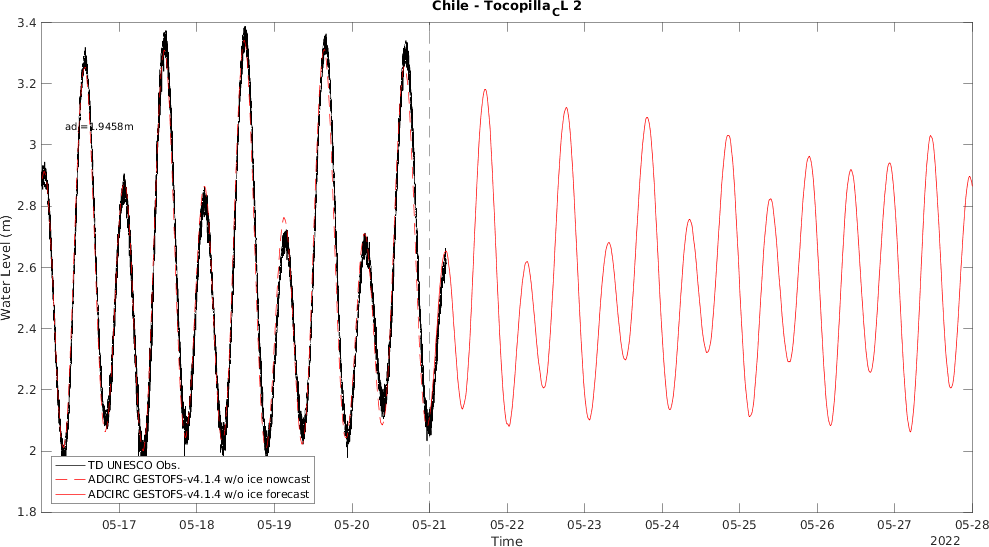 Chile - Tocopilla_CL 2
3.4
3.2
3
2.8
2.6
2.4
2.2
2
1.8
Water Level (m)
adj=1.9458m
TD UNESCO Obs.
ADCIRC GESTOFS-v4.1.4 w/o ice nowcast
ADCIRC GESTOFS-v4.1.4 w/o ice forecast
05-17 05-18 05-19 05-20 05-21 05-22 05-23 05-24 05-25 05-26 05-27 05-28
Time
2022